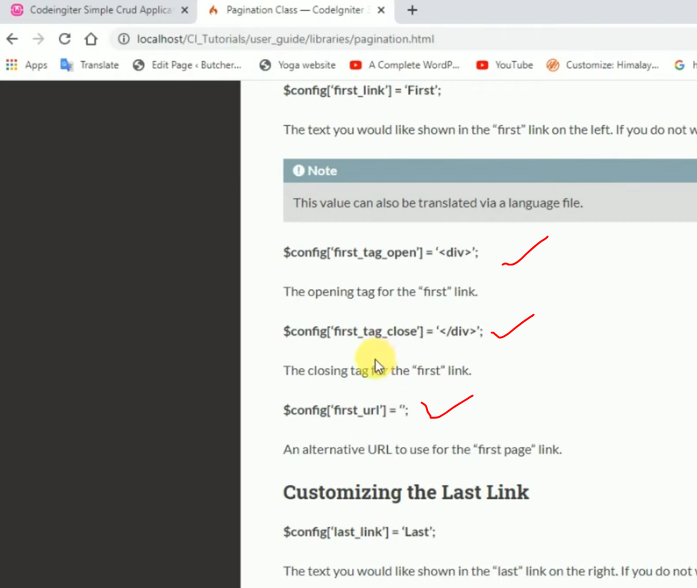 Codeingiter Simple Crud Applica
Pagination Class — CodeIgniter
localhost/CI_Tutorials/user_guide/libraries/pagination.html
Apps Translate Edit Page ‹ Butcher... Yoga website A Complete WordP... YouTube Customize: Himalay...
$config['first_link'] = ‘First’;
The text you would like shown in the “first” link on the left. If you do not
Note
This value can also be translated via a language file.
$config[‘first_tag_open’] = ‘<div>’;
The opening tag for the “first” link.
$config[‘first_tag_close’] = ‘</div>’;
The closing tag for the “first” link.
$config[‘first_url’] = ‘’;
An alternative URL to use for the “first page” link.
Customizing the Last Link
$config[‘last_link’] = ‘Last’;
The text you would like shown in the “last” link on the right. If you do not